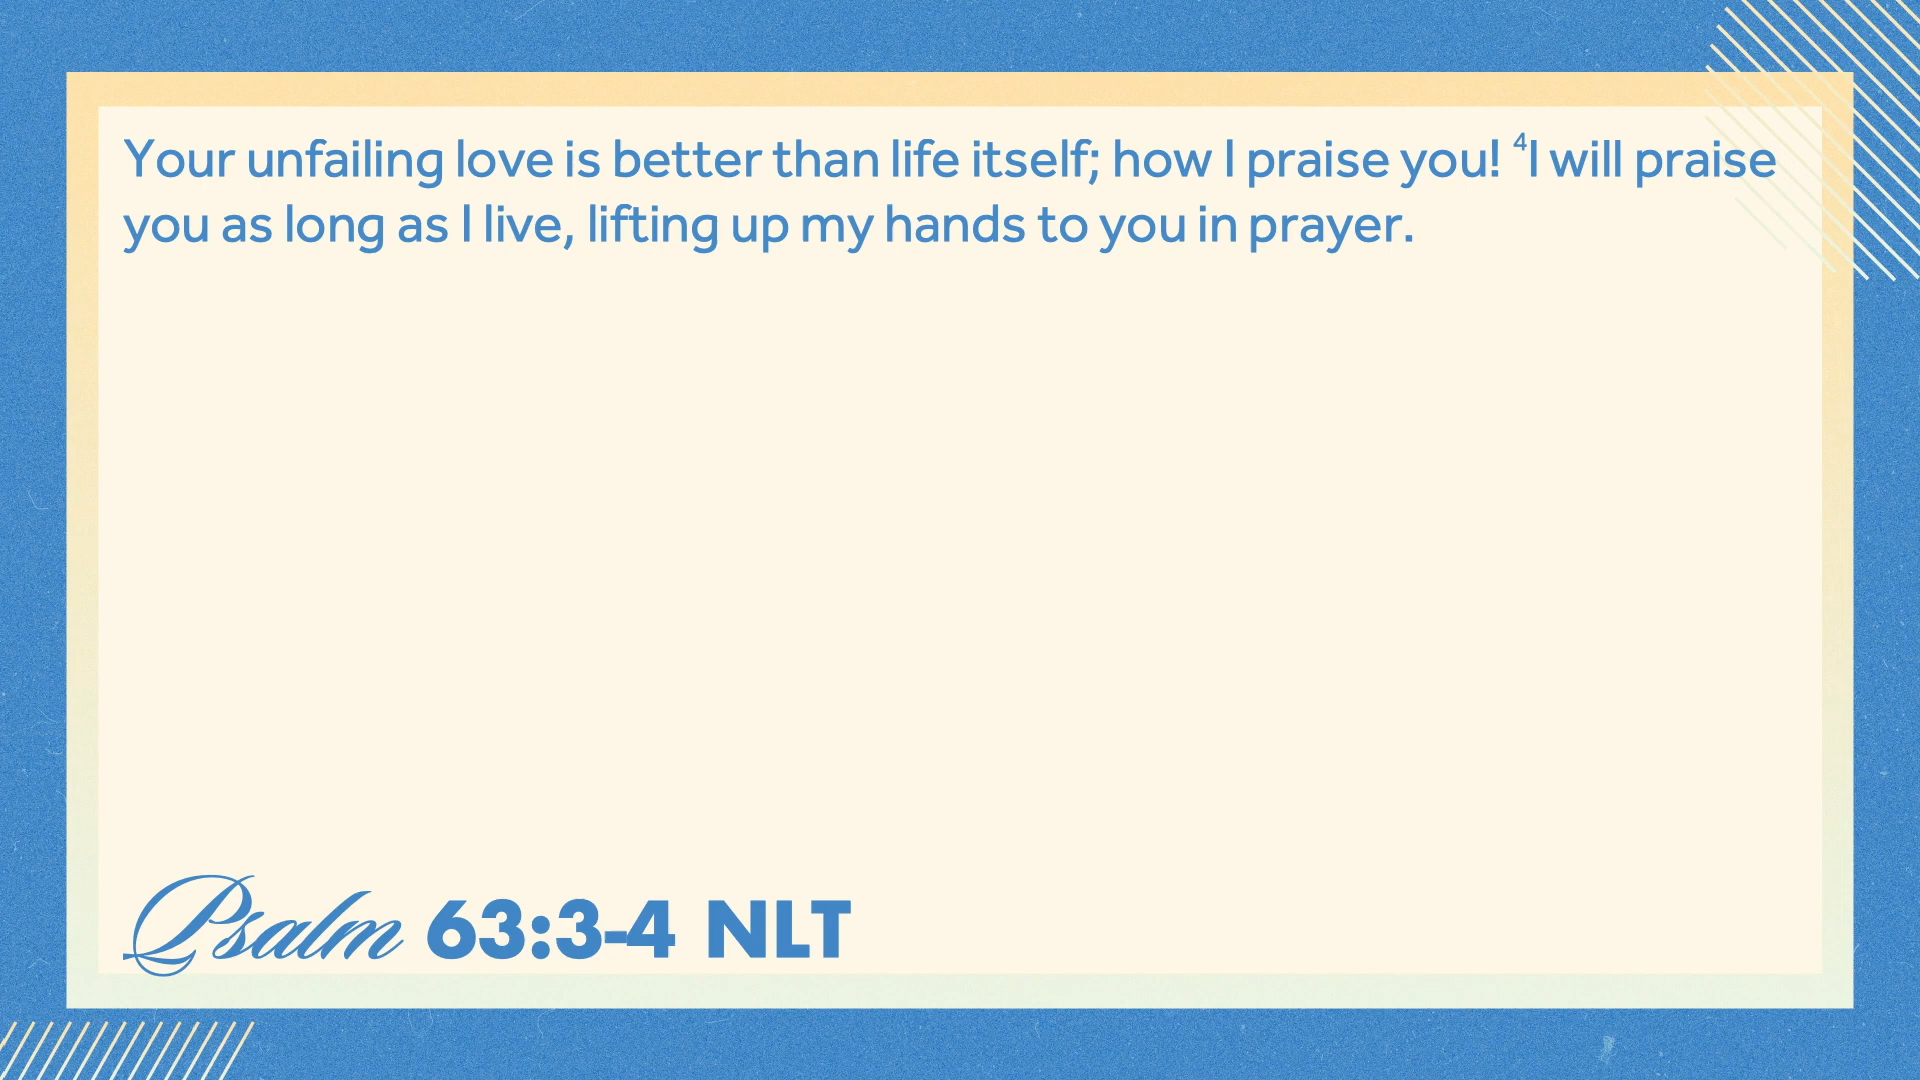 Your unfailing love is better than life itself; how I praise you! ⁴I will praise
you as long as I live, lifting up my hands to you in prayer.
Psalm 63:3-4 NLT